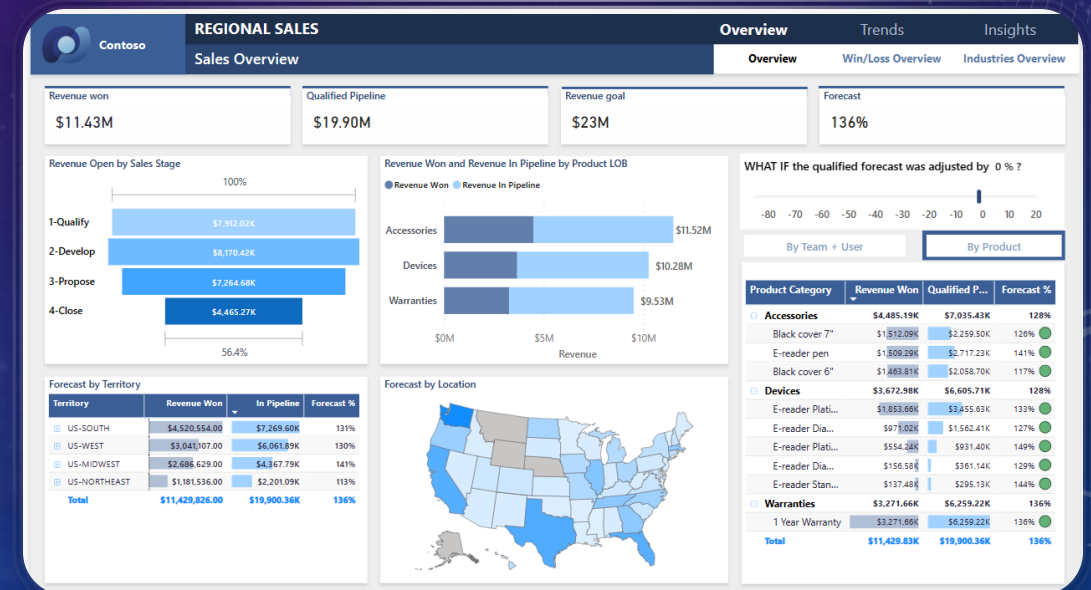 Contoso
REGIONAL SALES
Sales Overview
Overview Trends Insights
Overview Win/Loss Overview Industries Overview
Revenue won
$11.43M
Qualified Pipeline
$19.90M
Revenue goal
$23M
Forecast
136%
Revenue Open by Sales Stage
100%
1-Qualify $7,912.02K
2-Develop $8,170.42K
3-Propose $7,264.68K
4-Close $4,465.27K
56.4%
Revenue Won and Revenue In Pipeline by Product LOB
Revenue Won Revenue In Pipeline
Accessories $11.52M
Devices $10.28M
Warranties $9.53M
$0M $5M $10M
Revenue
WHAT IF the qualified forecast was adjusted by 0 % ?
-80 -70 -60 -50 -40 -30 -20 -10 0 10 20
By Team + User By Product
Product Category Revenue Won Qualified P... Forecast %
Accessories $4,485.19K $7,035.43K 128%
Black cover 7" $1,512.09K $2,259.50K 126%
E-reader pen $1,509.29K $2,717.23K 141%
Black cover 6" $1,463.81K $2,058.70K 117%
Devices $3,672.98K $6,605.71K 128%
E-reader Plati... $1,853.66K $3,455.63K 133%
E-reader Dia... $971.02K $1,562.41K 127%
E-reader Plati... $554.24K $931.40K 149%
E-reader Dia... $156.58K $361.14K 129%
E-reader Stan... $137.48K $295.13K 144%
Warranties $3,271.66K $6,259.22K 136%
1 Year Warranty $3,271.66K $6,259.22K 136%
Total $11,429.83K $19,900.36K 136%
Forecast by Territory
Territory Revenue Won In Pipeline Forecast %
US-SOUTH $4,520,554.00 $7,269.60K 131%
US-WEST $3,041,107.00 $6,061.89K 130%
US-MIDWEST $2,686,629.00 $4,367.79K 141%
US-NORTHEAST $1,181,536.00 $2,201.09K 113%
Total $11,429,826.00 $19,900.36K 136%
Forecast by Location